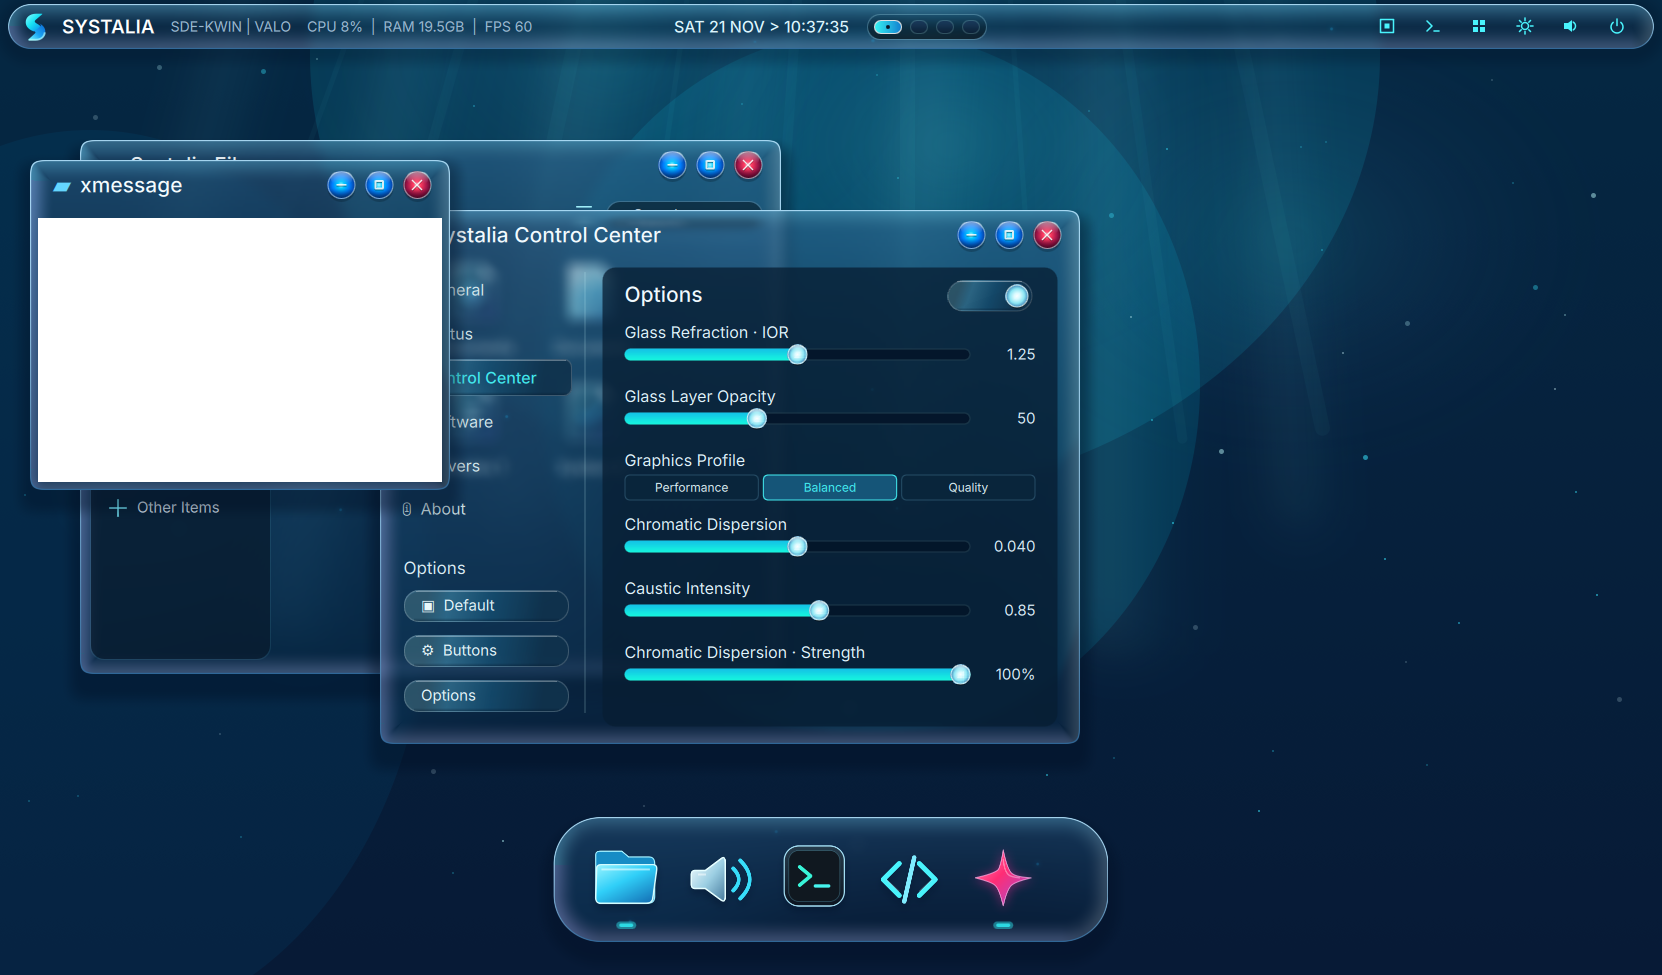 SYSTALIA SDE-KWIN | VALO CPU 8% | RAM 19.5GB | FPS 60
SAT 21 NOV > 10:37:35
xmessage
ystalia Control Center
neral
tus
ntrol Center
tware
vers
About
Options
Default
Buttons
Options
Other Items
Options
Glass Refraction · IOR
1.25
Glass Layer Opacity
50
Graphics Profile
Performance Balanced Quality
Chromatic Dispersion
0.040
Caustic Intensity
0.85
Chromatic Dispersion · Strength
100%